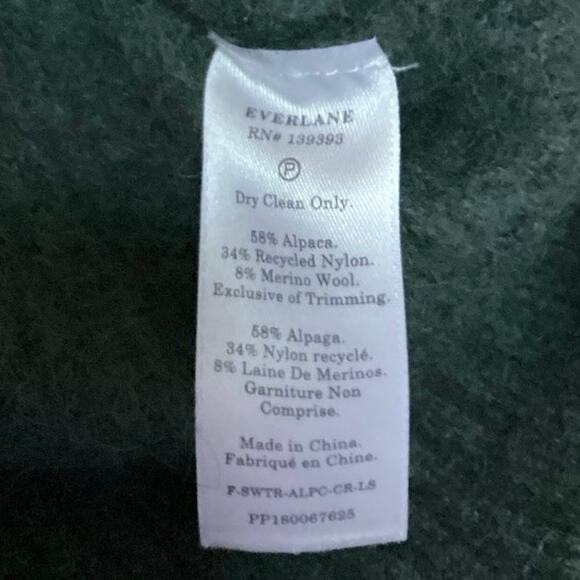 EVERLANE
RN# 139393
P
Dry Clean Only.
58% Alpaca.
34% Recycled Nylon.
8% Merino Wool.
Exclusive of Trimming.
58% Alpaga.
34% Nylon recyclé.
8% Laine De Merinos.
Garniture Non
Comprise.
Made in China.
Fabriqué en Chine.
F-SWTR-ALPC-CR-LS
PP180067625